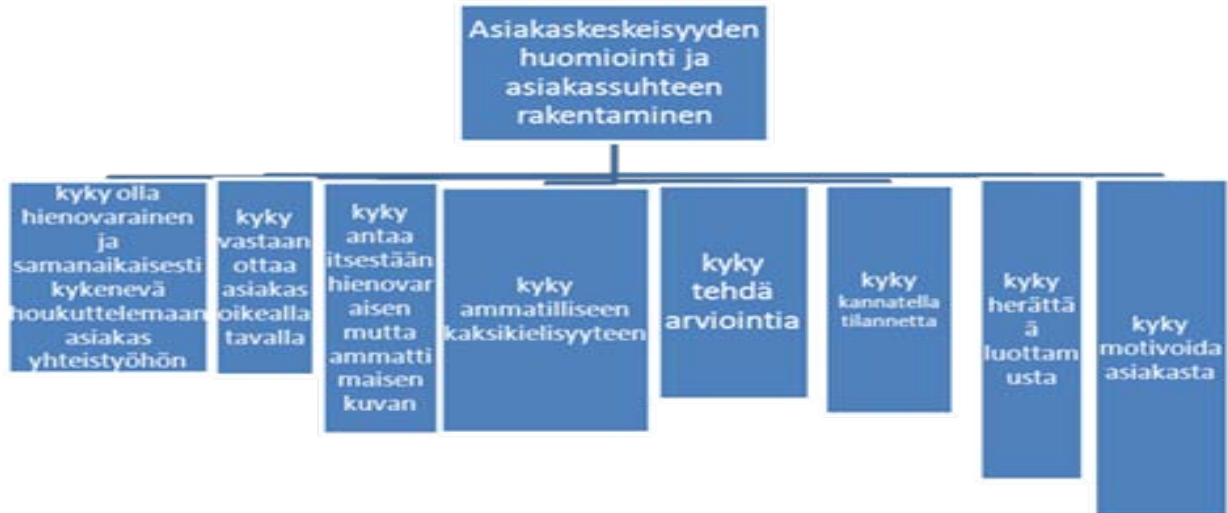 Asiakaskeskeisyyden
huomiointi ja
asiakassuhteen
rakentaminen
kyky olla
hienovarainen
ja
samanaikaisesti
kykenevä
houkuttelemaan
asiakas
yhteistyöhön
kyky
vastaan
ottaa
asiakas
oikealla
tavalla
kyky
antaa
itsestään
hienovar
aisen
mutta
ammatti
maisen
kuvan
kyky
ammatilliseen
kaksikielisyyteen
kyky
tehdä
arviointia
kyky
kannatella
tilannetta
kyky
herättä
ä
luottam
usta
kyky
motivoida
asiakasta